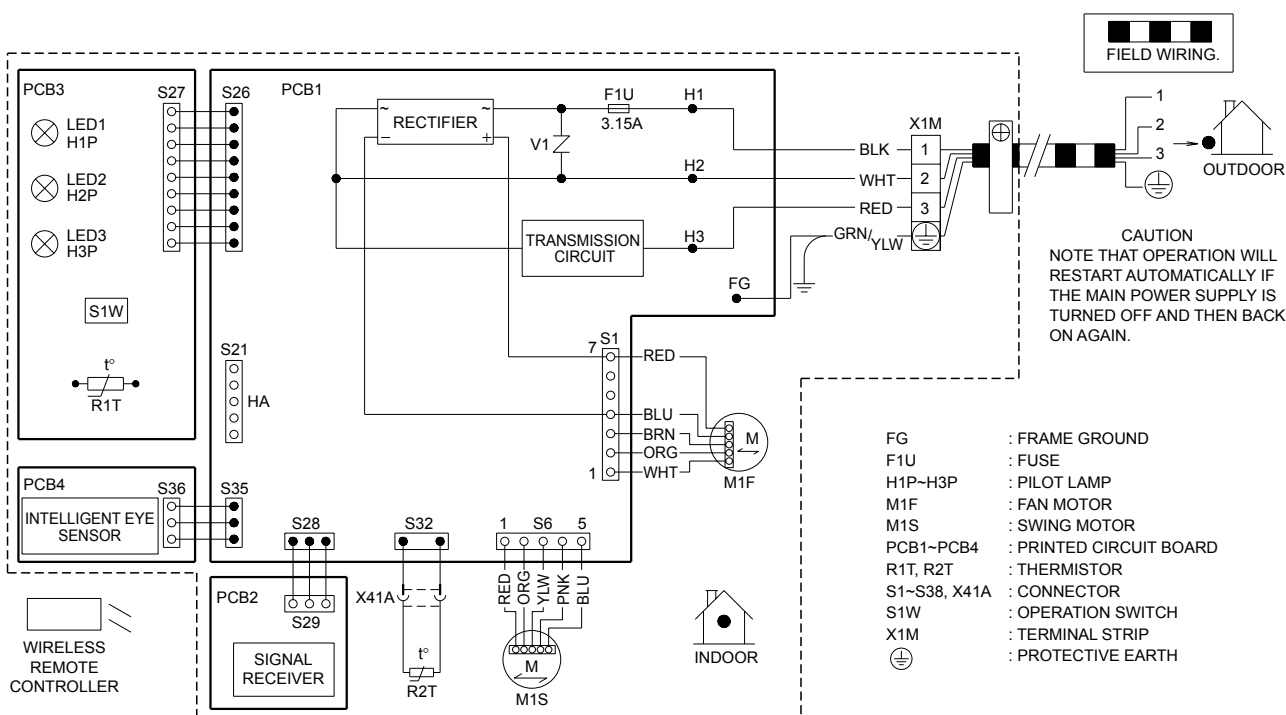 FIELD WIRING.
PCB3
S27
S26
PCB1
LED1
H1P
LED2
H2P
LED3
H3P
S1W
t°
R1T
RECTIFIER
~
~
−
+
V1
F1U
3.15A
H1
H2
H3
TRANSMISSION
CIRCUIT
FG
BLK
WHT
RED
GRN/
YLW
X1M
1
2
3
1
2
3
OUTDOOR
CAUTION
NOTE THAT OPERATION WILL
RESTART AUTOMATICALLY IF
THE MAIN POWER SUPPLY IS
TURNED OFF AND THEN BACK
ON AGAIN.
S21
HA
S1
7
1
RED
BLU
BRN
ORG
WHT
M
M1F
PCB4
S36
S35
INTELLIGENT EYE
SENSOR
S28
S32
1 S6 5
RED
ORG
YLW
PNK
BLU
M
M1S
X41A
t°
R2T
PCB2
S29
SIGNAL
RECEIVER
WIRELESS
REMOTE
CONTROLLER
INDOOR
FG : FRAME GROUND
F1U : FUSE
H1P~H3P : PILOT LAMP
M1F : FAN MOTOR
M1S : SWING MOTOR
PCB1~PCB4 : PRINTED CIRCUIT BOARD
R1T, R2T : THERMISTOR
S1~S38, X41A : CONNECTOR
S1W : OPERATION SWITCH
X1M : TERMINAL STRIP
: PROTECTIVE EARTH